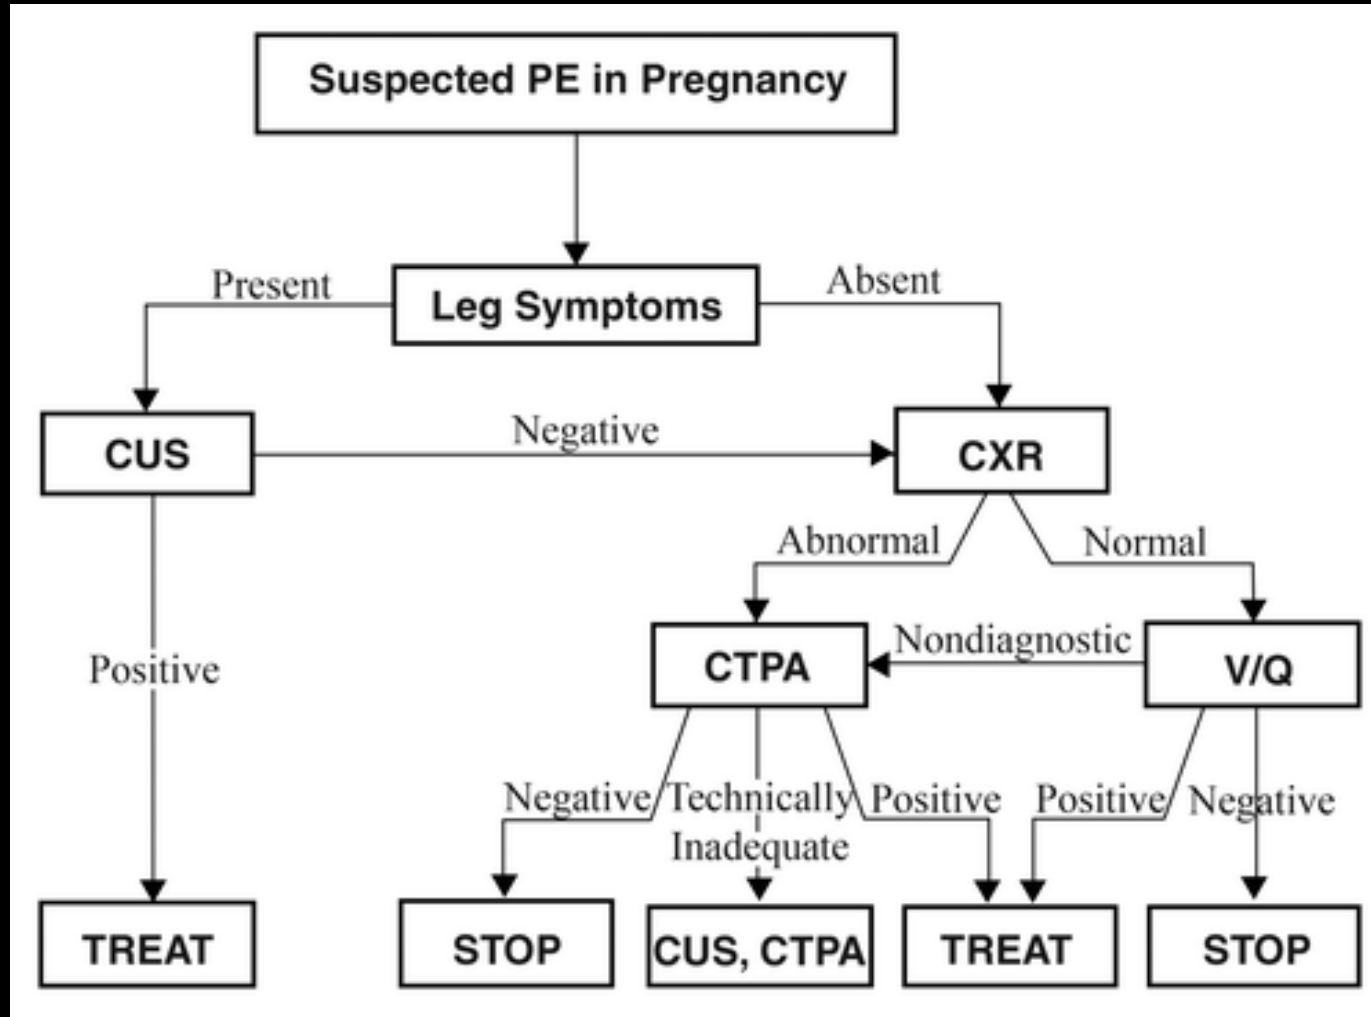 Suspected PE in Pregnancy
Present
Absent
Leg Symptoms
CUS
Negative
CXR
Abnormal
Normal
CTPA
Nondiagnostic
V/Q
Positive
Negative
Technically
Inadequate
Positive
Positive
Negative
TREAT
STOP
CUS, CTPA
TREAT
STOP